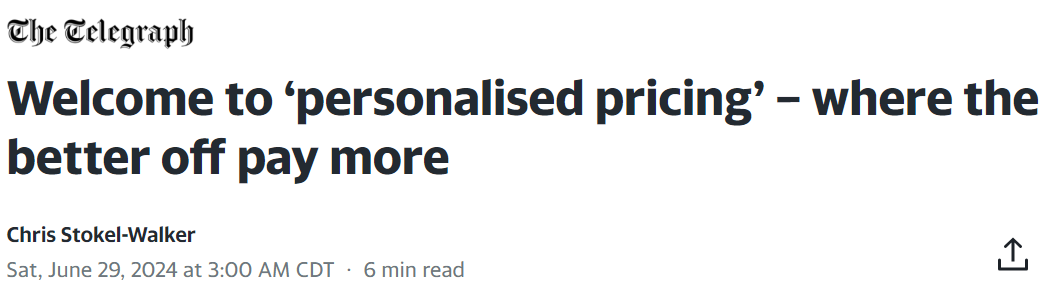 The Telegraph
Welcome to ‘personalised pricing’ – where the
better off pay more
Chris Stokel-Walker
Sat, June 29, 2024 at 3:00 AM CDT · 6 min read